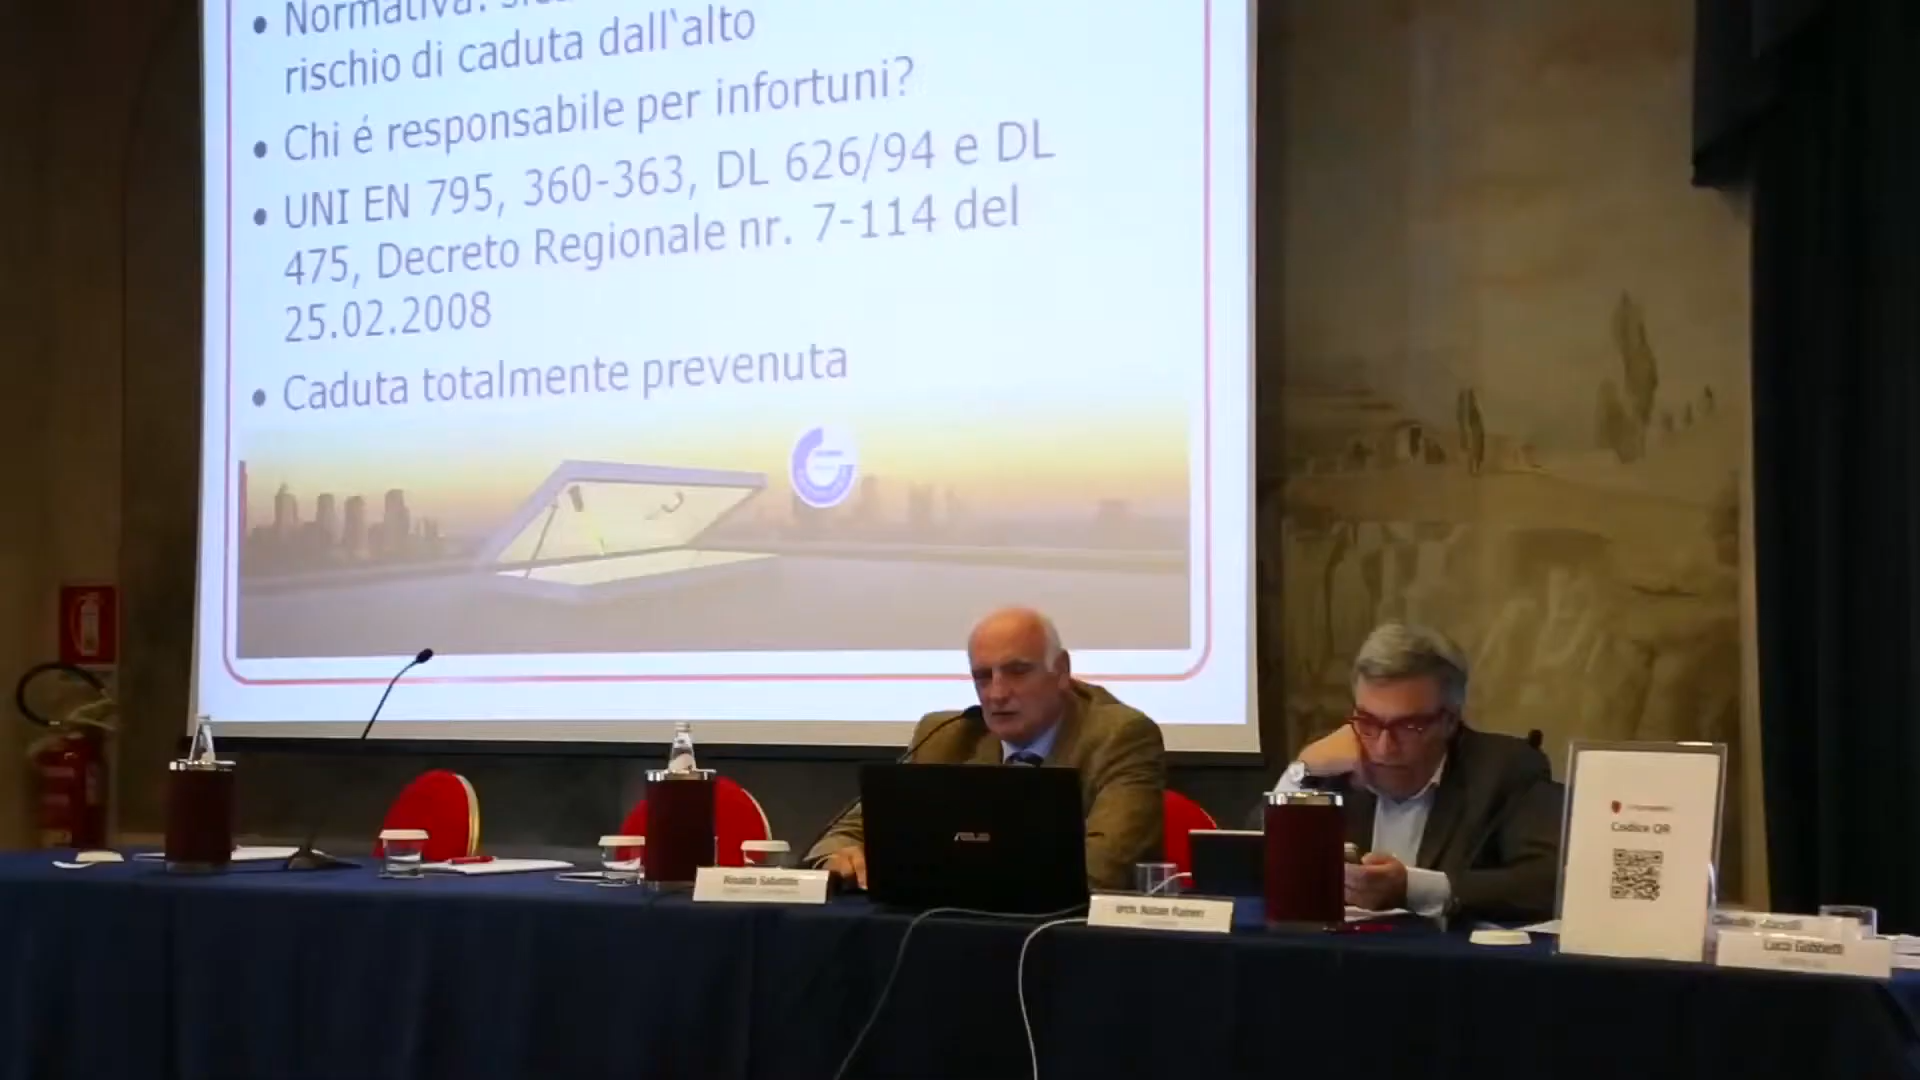 • Normativa:
rischio di caduta dall'alto
• Chi é responsabile per infortuni?
• UNI EN 795, 360-363, DL 626/94 e DL
475, Decreto Regionale nr. 7-114 del
25.02.2008
• Caduta totalmente prevenuta
ASUS
Codice QR
Luca Gobbetti